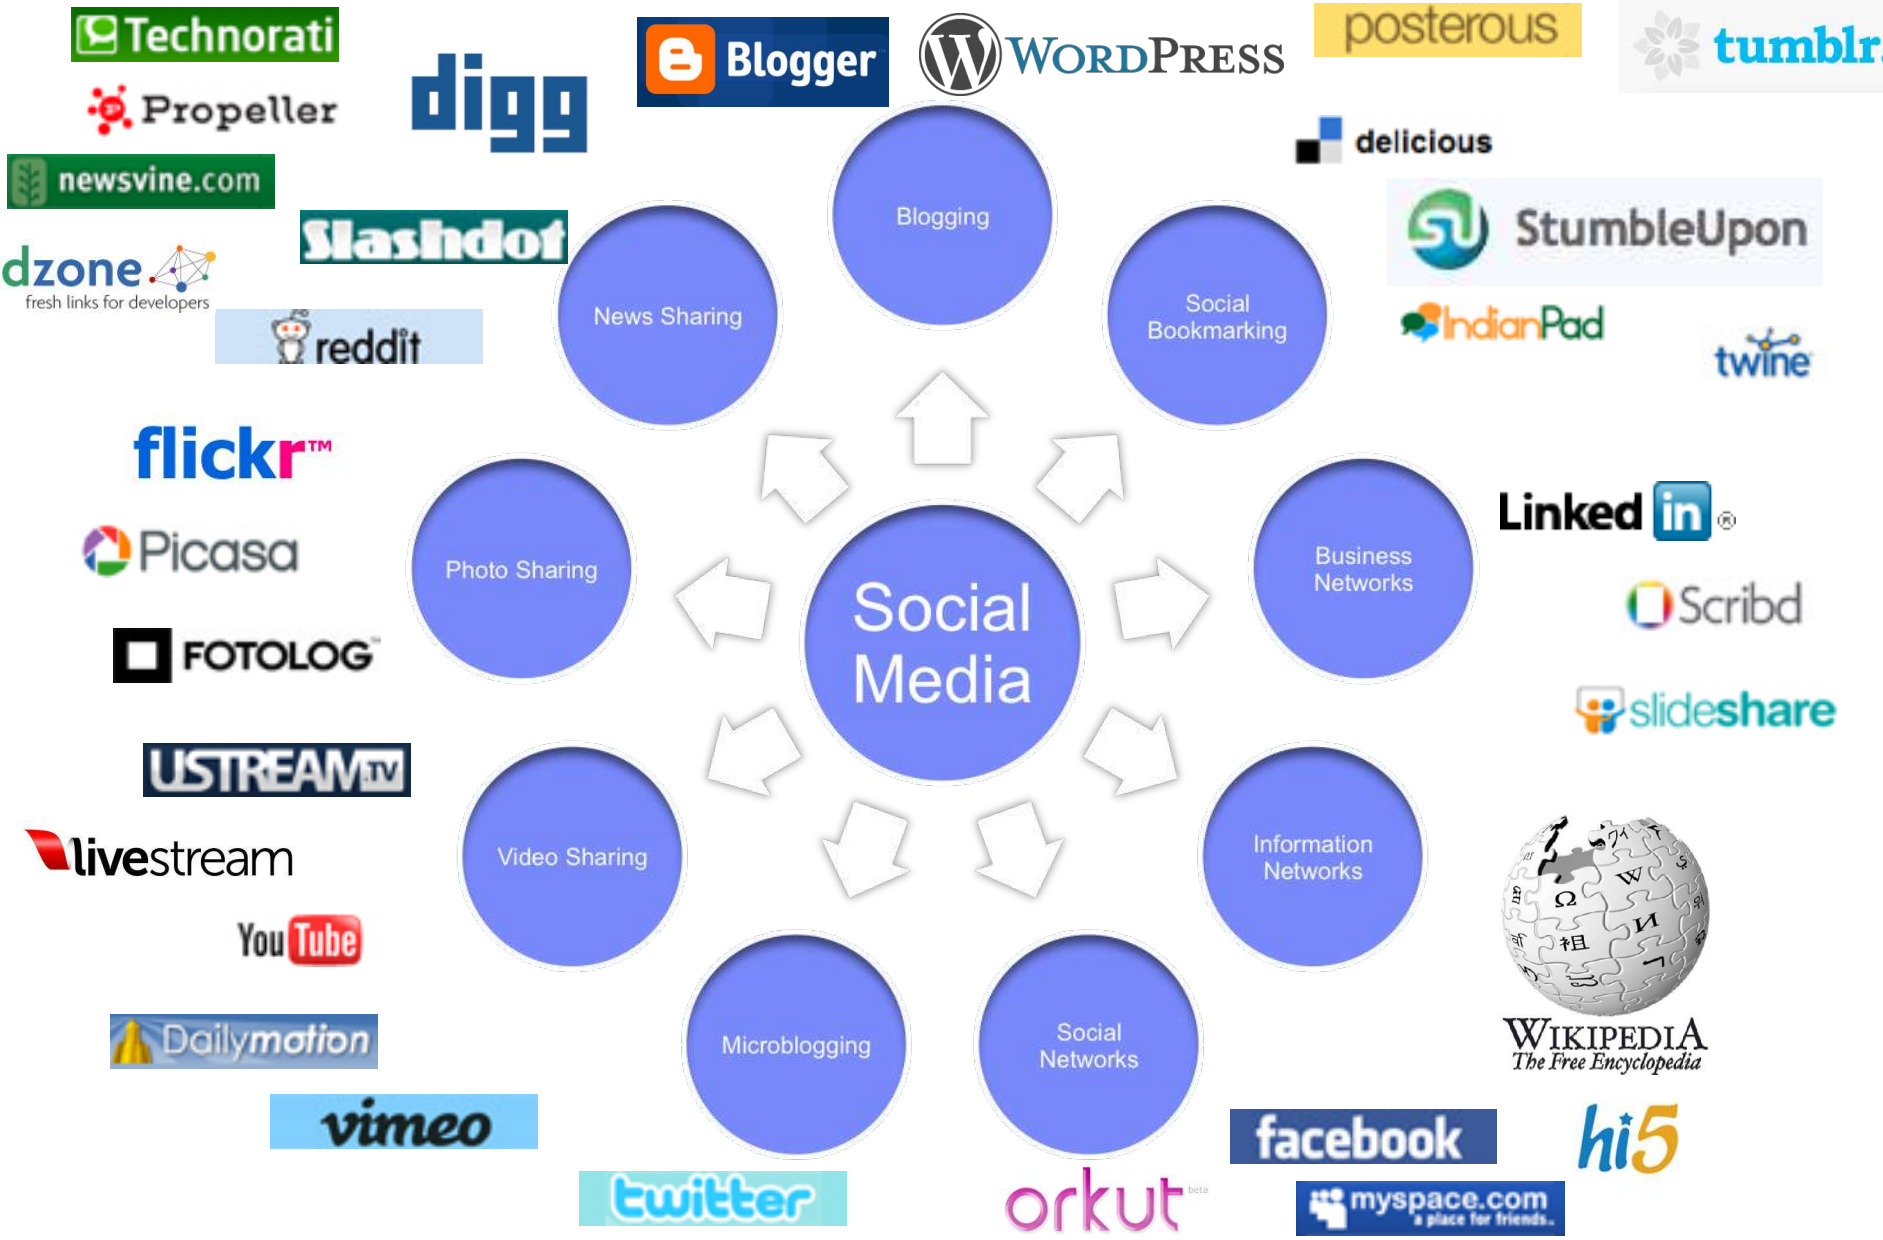 Technorati
Propeller
newsvine.com
dzone
fresh links for developers
digg
Slashdot
reddit
Blogger
WORDPRESS
posterous
tumblr.
delicious
StumbleUpon
IndianPad
twine
News Sharing
Blogging
Social
Bookmarking
flickr™
Picasa
FOTOLOG™
Photo Sharing
Social
Media
Business
Networks
Linked in ®
Scribd
slideshare
USTREAM.TV
livestream
You Tube
Dailymotion
vimeo
Video Sharing
Microblogging
Social
Networks
Information
Networks
Ω
W
И
祖
WIKIPEDIA
The Free Encyclopedia
twitter
orkut beta
facebook
hi5
myspace.com
a place for friends.